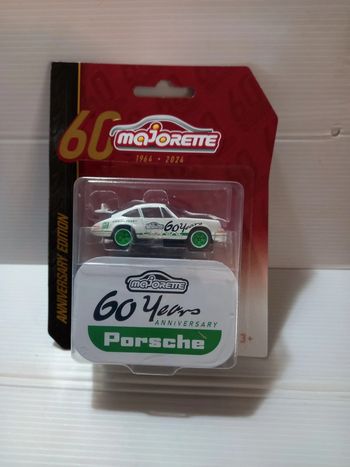 60
MAJORETTE
1964 • 2024
ANNIVERSARY EDITION
60 Years
MAJORETTE
60 Years
ANNIVERSARY
Porsche
3+